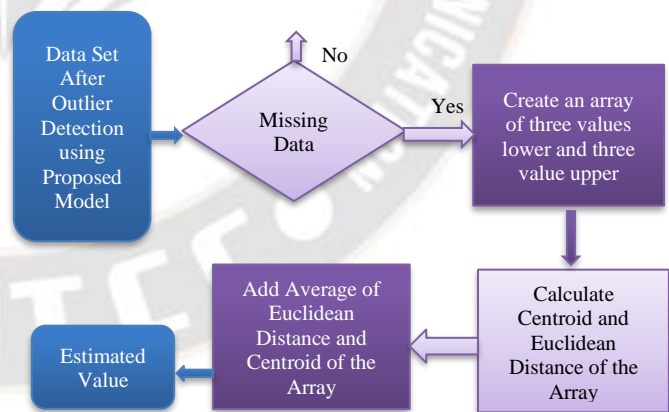 Data Set
After
Outlier
Detection
using
Proposed
Model
No
Missing
Data
Yes
Create an array
of three values
lower and three
value upper
Calculate
Centroid and
Euclidean
Distance of the
Array
Add Average of
Euclidean
Distance and
Centroid of the
Array
Estimated
Value